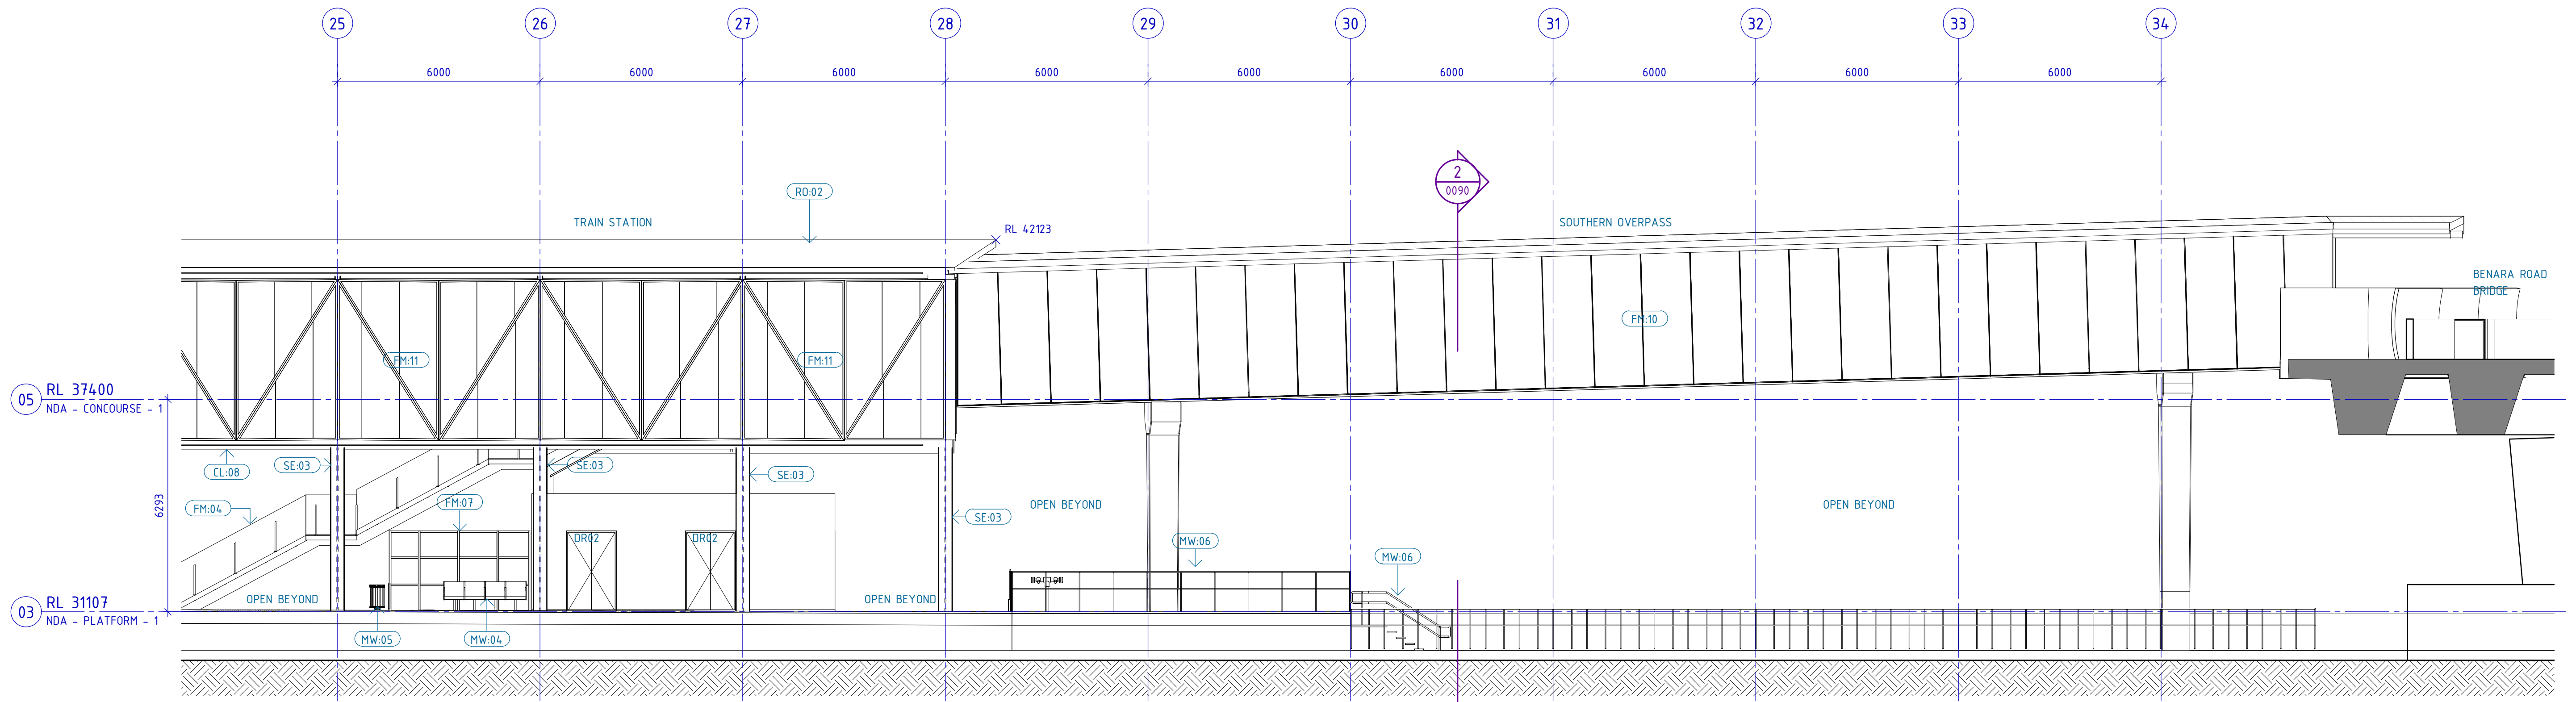 25 26 27 28 29 30 31 32 33 34
6000 6000 6000 6000 6000 6000 6000 6000 6000
2
0090
RO:02
TRAIN STATION
SOUTHERN OVERPASS
RL 42123
BENARA ROAD
BRIDGE
FM:10
FM:11 FM:11
05 RL 37400
NDA - CONCOURSE - 1
CL:08 SE:03 SE:03 SE:03
FM:04 FM:07
6293
OPEN BEYOND OPEN BEYOND
SE:03
DR02 DR02
MW:06
MW:06
OPEN BEYOND OPEN BEYOND
03 RL 31107
NDA - PLATFORM - 1
MW:05 MW:04